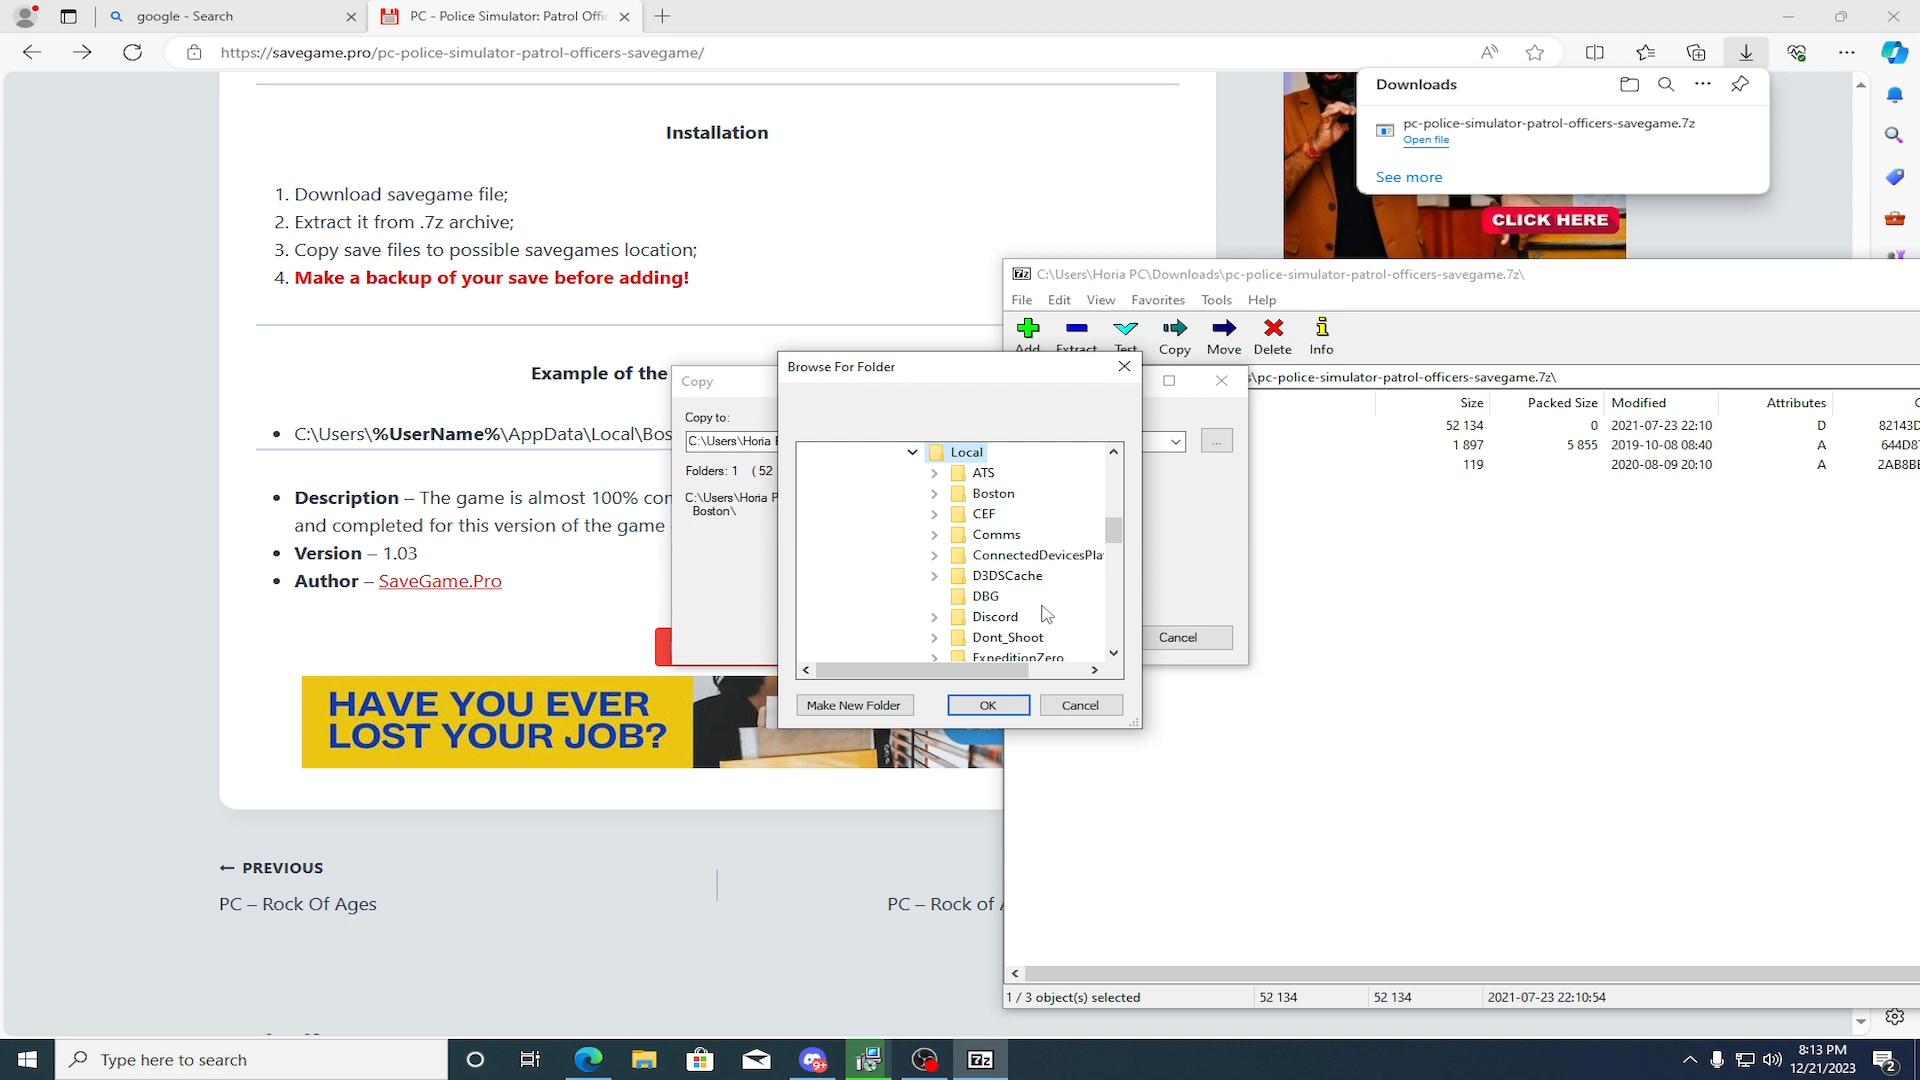 google - Search
PC - Police Simulator: Patrol Offic
https://savegame.pro/pc-police-simulator-patrol-officers-savegame/
Downloads
pc-police-simulator-patrol-officers-savegame.7z
Open file
See more
CLICK HERE
Installation
1. Download savegame file;
2. Extract it from .7z archive;
3. Copy save files to possible savegames location;
4. Make a backup of your save before adding!
Example of the
C:\Users\%UserName%\AppData\Local\Bos
Description – The game is almost 100% con
and completed for this version of the game
Version – 1.03
Author – SaveGame.Pro
HAVE YOU EVER
LOST YOUR JOB?
← PREVIOUS
PC – Rock Of Ages
PC – Rock of
C:\Users\Horia PC\Downloads\pc-police-simulator-patrol-officers-savegame.7z\
File Edit View Favorites Tools Help
Add Extract Test Copy Move Delete Info
s\pc-police-simulator-patrol-officers-savegame.7z\
Size Packed Size Modified Attributes C
52 134 0 2021-07-23 22:10 D 82143D
1 897 5 855 2019-10-08 08:40 A 644D8
119 2020-08-09 20:10 A 2AB8B
1 / 3 object(s) selected 52 134 52 134 2021-07-23 22:10:54
Copy
Copy to:
C:\Users\Horia
...
Folders: 1 (52
C:\Users\Horia P
Boston\
Cancel
Browse For Folder
Local
ATS
Boston
CEF
Comms
ConnectedDevicesPla
D3DSCache
DBG
Discord
Dont_Shoot
ExpeditionZero
Make New Folder OK Cancel
Type here to search
9+
7z
8:13 PM
12/21/2023
2